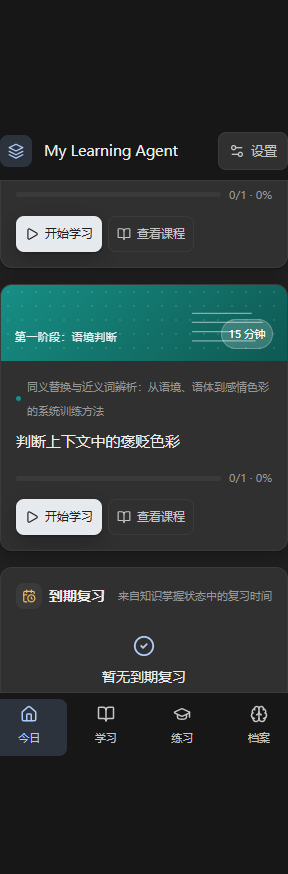 My Learning Agent
设置
0/1 · 0%
开始学习
查看课程
第一阶段：语境判断
15 分钟
同义替换与近义词辨析：从语境、语体到感情色彩
的系统训练方法
判断上下文中的褒贬色彩
0/1 · 0%
开始学习
查看课程
到期复习
来自知识掌握状态中的复习时间
暂无到期复习
今日
学习
练习
档案